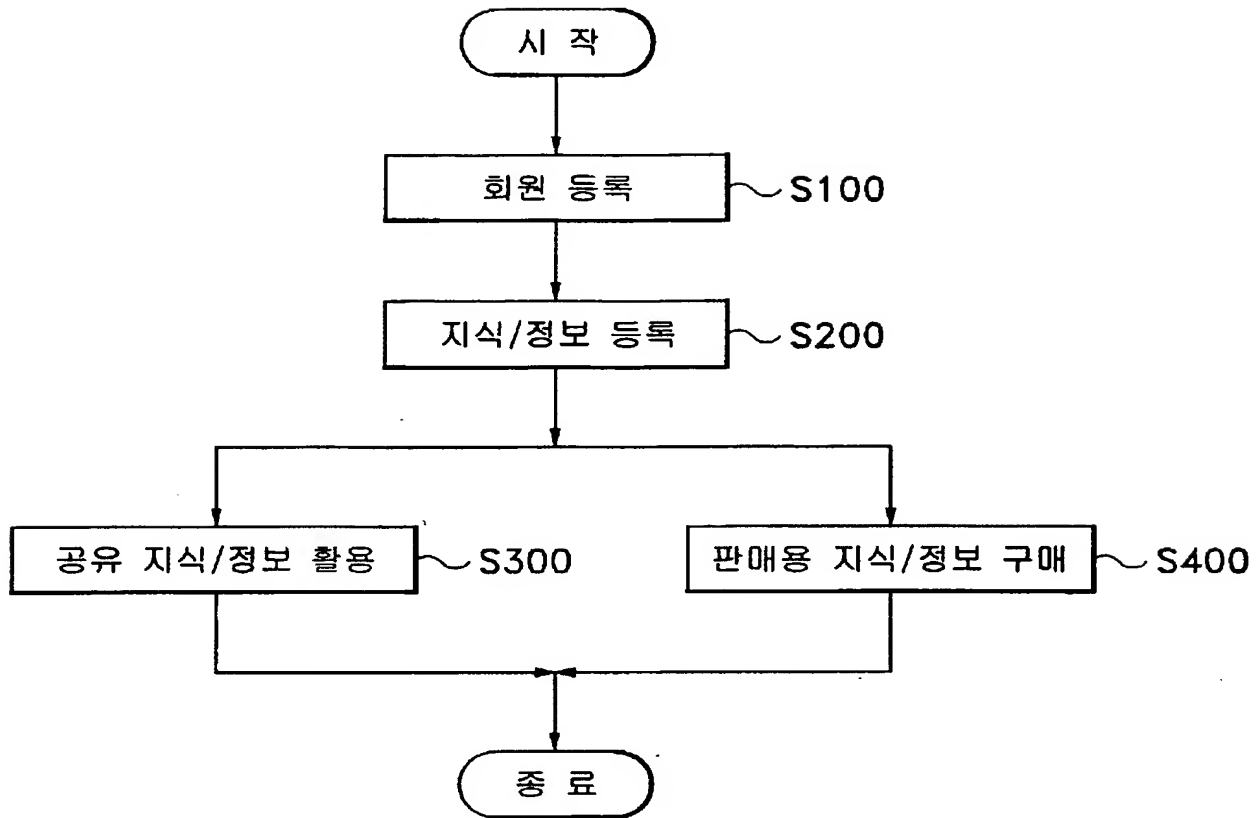 시 작
회원 등록
S100
지식/정보 등록
S200
공유 지식/정보 활용
S300
판매용 지식/정보 구매
S400
종 료